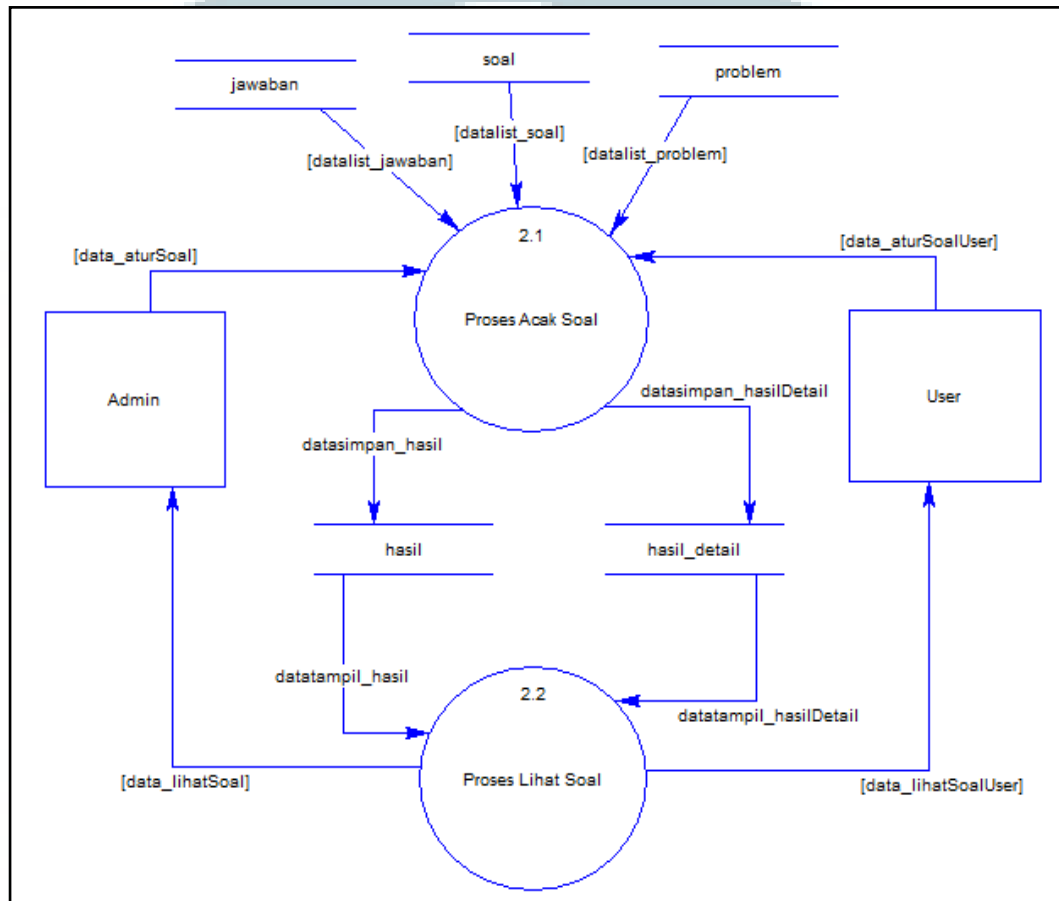 soal
problem
jawaban
[datalist_soal]
[datalist_jawaban]
[datalist_problem]
2.1
[data_aturSoal]
[data_aturSoalUser]
Proses Acak Soal
Admin
User
datasimpan_hasilDetail
datasimpan_hasil
hasil
hasil_detail
datatampil_hasil
2.2
datatampil_hasilDetail
[data_lihatSoal]
Proses Lihat Soal
[data_lihatSoalUser]